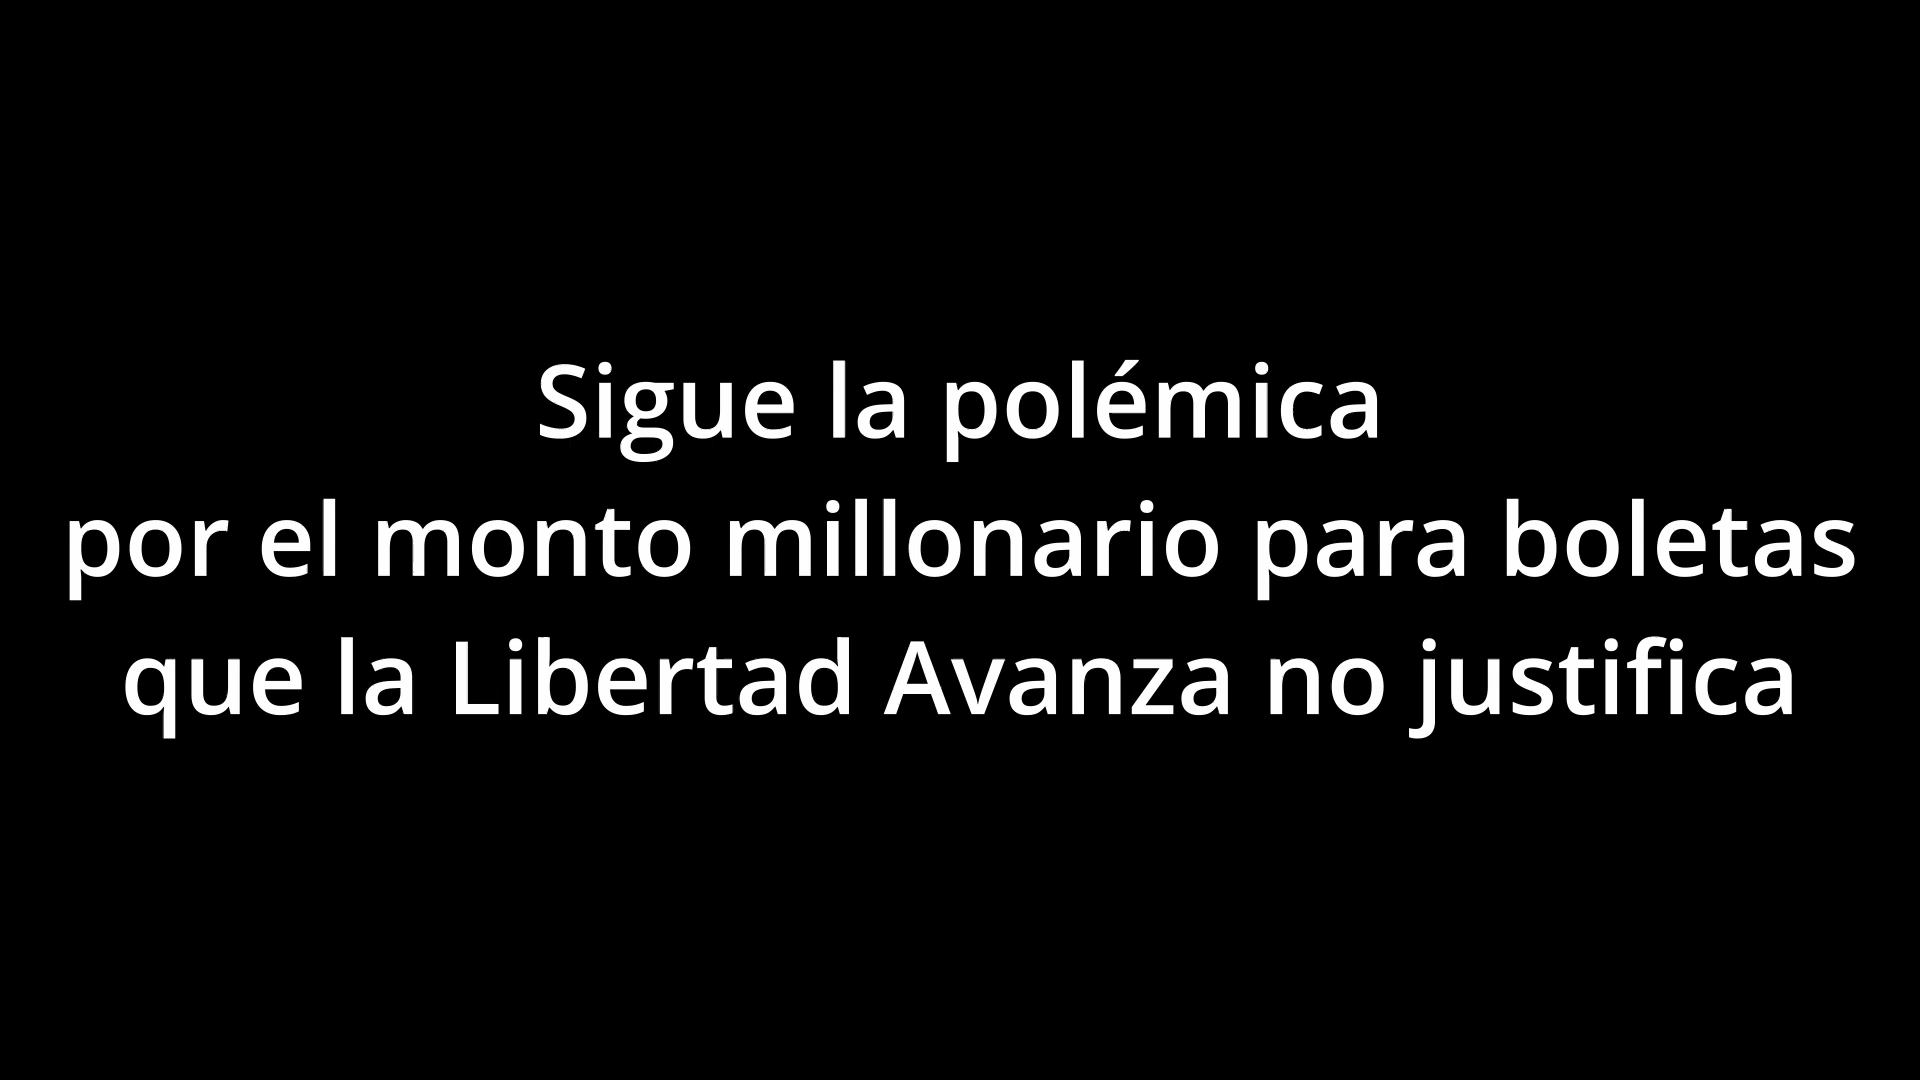 Sigue la polémica
por el monto millonario para boletas
que la Libertad Avanza no justifica